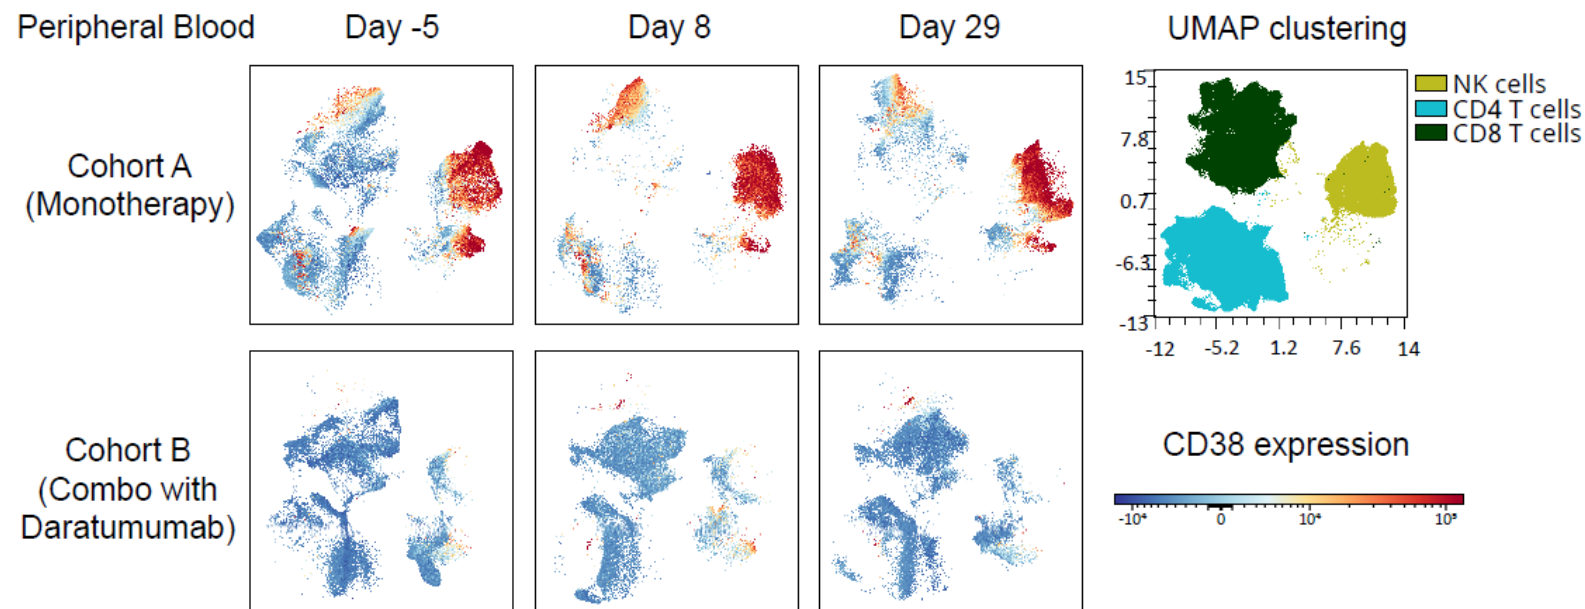 Peripheral Blood
Day -5
Day 8
Day 29
UMAP clustering
Cohort A
(Monotherapy)
15
7.8
0.7
-6.3
-13
-12 -5.2 1.2 7.6 14
NK cells
CD4 T cells
CD8 T cells
Cohort B
(Combo with
Daratumumab)
CD38 expression
-10⁴ 0 10⁴ 10⁵